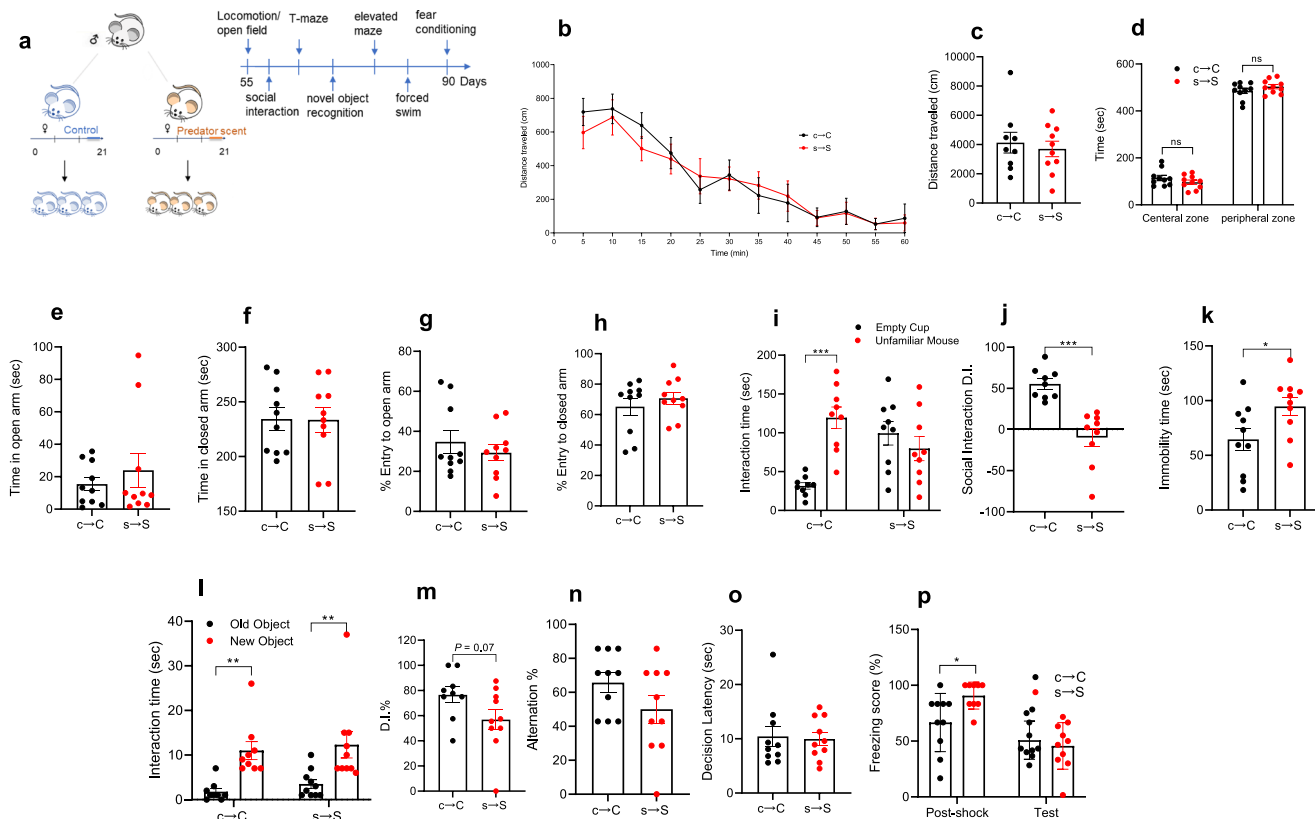 a
♂
♀
Control
0
21
♀
Predator scent
0
21
Locomotion/
open field
T-maze
elevated
maze
fear
conditioning
55
90 Days
social
interaction
novel object
recognition
forced
swim
b
Distance traveled (cm)
1000
800
600
400
200
0
0
5
10
15
20
25
30
35
40
45
50
55
60
Time (min)
c→C
s→S
c
Distance traveled (cm)
10000
8000
6000
4000
2000
0
c→C
s→S
d
c→C
s→S
Time (sec)
600
500
400
200
100
0
ns
ns
Centeral zone
peripheral zone
e
Time in open arm (sec)
100
80
60
40
20
0
c→C
s→S
f
Time in closed arm (sec)
300
250
200
150
c→C
s→S
g
% Entry to open arm
80
60
40
20
0
c→C
s→S
h
% Entry to closed arm
100
80
60
40
20
0
c→C
s→S
i
Empty Cup
Unfamiliar Mouse
Interaction time (sec)
200
150
100
50
0
***
c→C
s→S
j
Social Interaction D.I.
100
50
0
-50
-100
***
c→C
s→S
k
Immobility time (sec)
150
100
50
0
*
c→C
s→S
l
Old Object
New Object
Interaction time (sec)
40
30
20
10
0
**
**
c→C
s→S
m
D.I.%
120
100
80
60
40
20
0
P = 0.07
c→C
s→S
n
Alternation %
100
80
60
40
20
0
c→C
s→S
o
Decision Latency (sec)
30
20
10
0
c→C
s→S
p
Freezing score (%)
150
100
50
0
*
c→C
s→S
Post-shock
Test